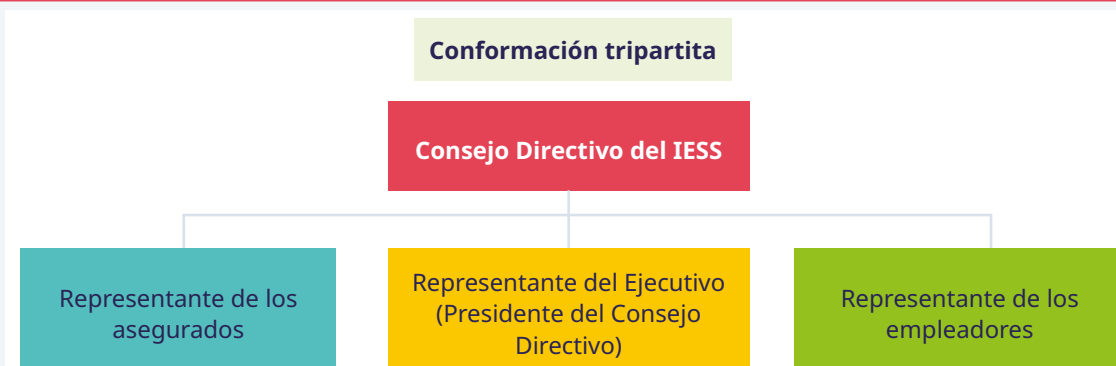 Conformación tripartita
Consejo Directivo del IESS
Representante de los
asegurados
Representante del Ejecutivo
(Presidente del Consejo
Directivo)
Representante de los
empleadores